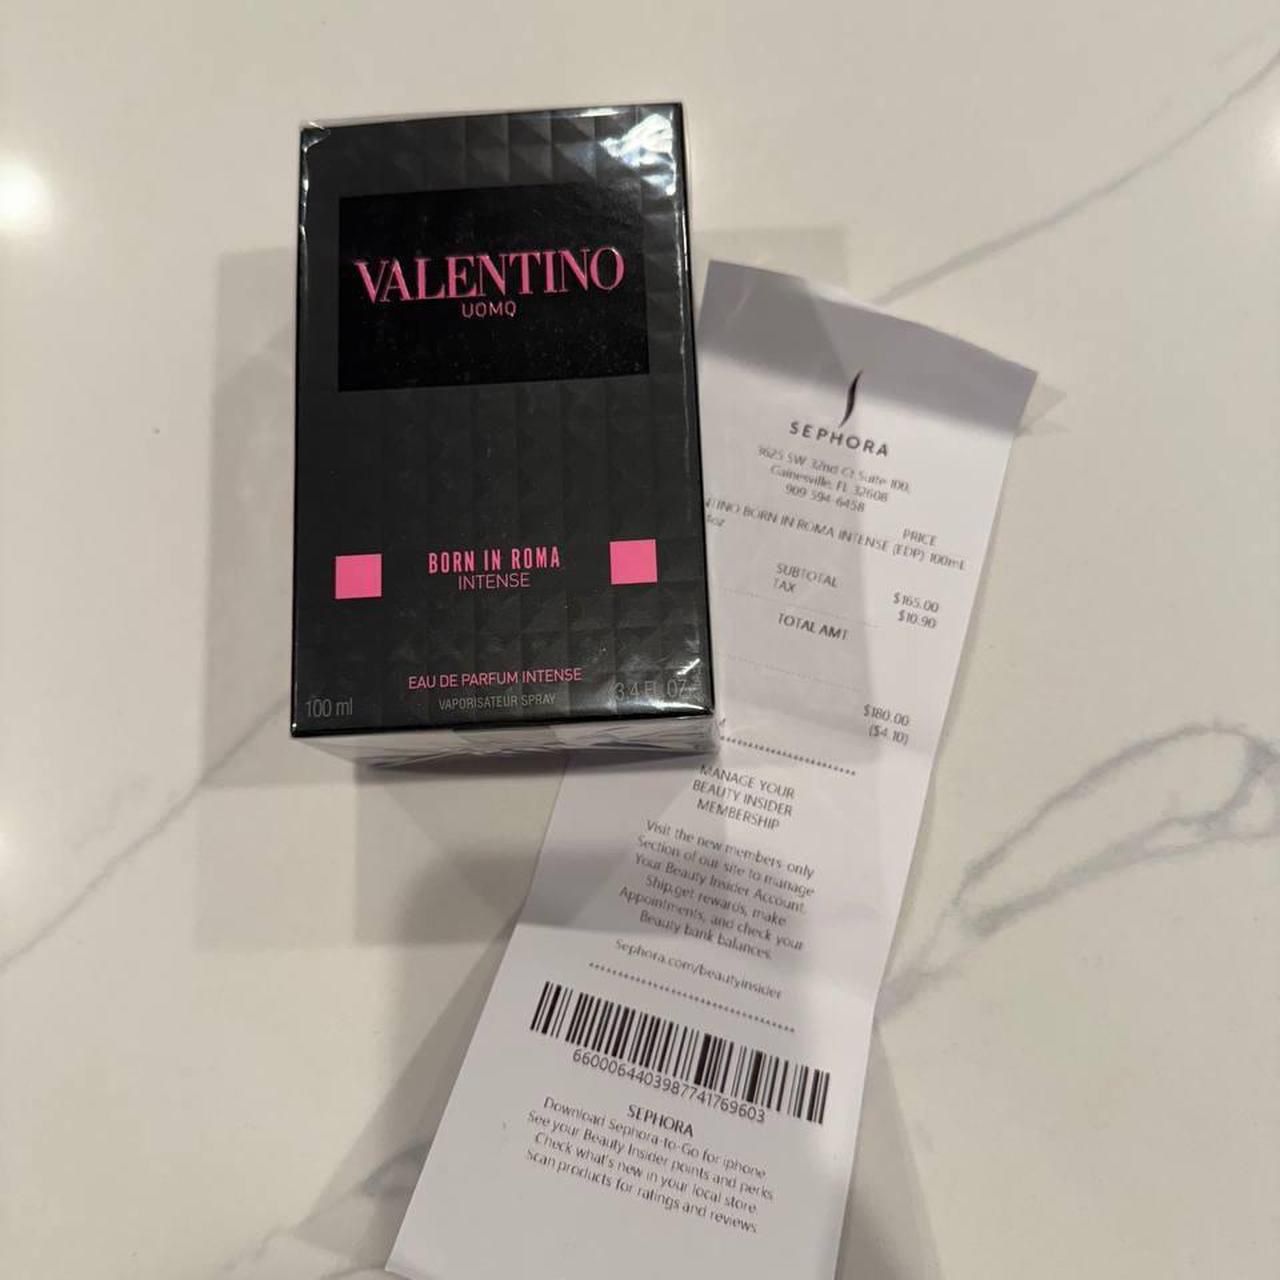 VALENTINO
UOMO
BORN IN ROMA
INTENSE
EAU DE PARFUM INTENSE
100 ml
VAPORISATEUR SPRAY
3.4 FL. OZ
SEPHORA
3625 SW 32nd Ct Suite 100,
Gainesville, FL 32608
909-594-6458
PRICE
NTINO BORN IN ROMA INTENSE (EDP) 100mL
oz
SUBTOTAL $165.00
TAX $10.90
TOTAL AMT
$180.00
($4.10)
MANAGE YOUR
BEAUTY INSIDER
MEMBERSHIP
Visit the new members-only
Section of our site to manage
Your Beauty Insider Account.
Ship,get rewards, make
Appointments, and check your
Beauty bank balances.
Sephora.com/beautyinsider
6600064403987741769603
SEPHORA
Download Sephora-to-Go for iphone
See your Beauty Insider points and perks
Check what's new in your local store.
Scan products for ratings and reviews